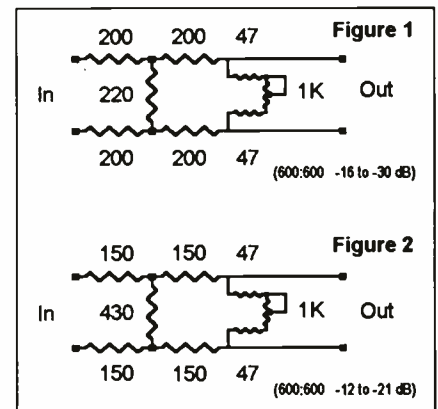 Figure 1
200 200 47
In 220 1K Out
200 200 47
(600:600 -16 to -30 dB)
Figure 2
150 150 47
In 430 1K Out
150 150 47
(600:600 -12 to -21 dB)